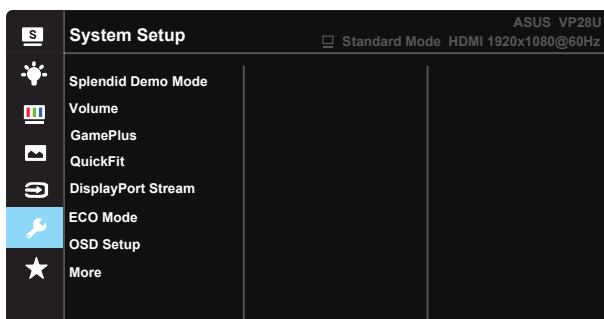 S
System Setup
ASUS VP28U
Standard Mode HDMI 1920x1080@60Hz
Splendid Demo Mode
Volume
GamePlus
QuickFit
DisplayPort Stream
ECO Mode
OSD Setup
More